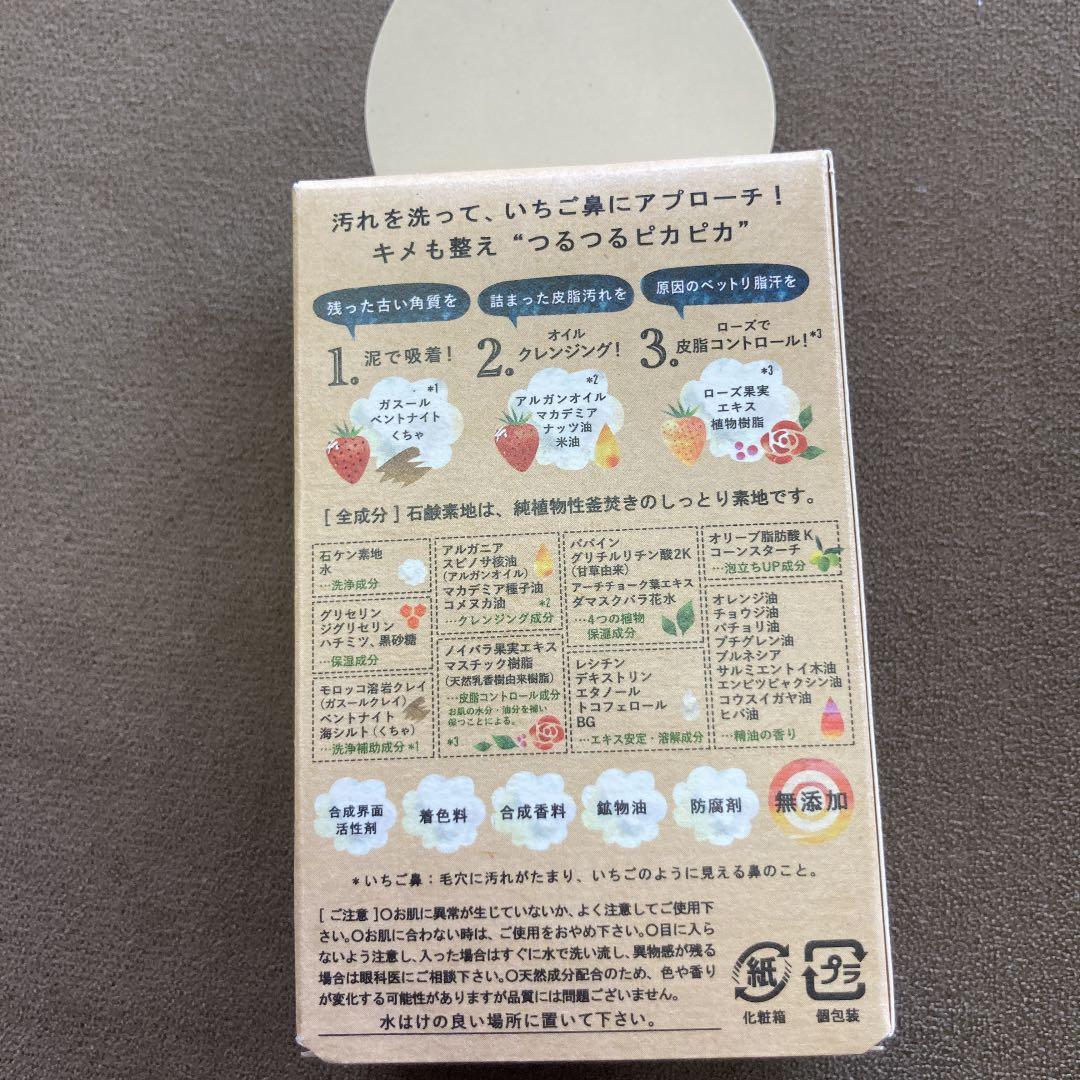 汚れを洗って、いちご鼻にアプローチ！
キメも整え“つるつるピカピカ”
残った古い角質を
1. 泥で吸着！
*1
ガスール
ベントナイト
くちゃ
詰まった皮脂汚れを
2. オイル
クレンジング！
*2
アルガンオイル
マカデミア
ナッツ油
米油
原因のベットリ脂汗を
3. ローズで
皮脂コントロール！*3
*3
ローズ果実
エキス
植物樹脂
[ 全成分 ] 石鹸素地は、純植物性釜焚きのしっとり素地です。
石ケン素地
水
…洗浄成分
グリセリン
ジグリセリン
ハチミツ、黒砂糖
…保湿成分
モロッコ溶岩クレイ
(ガスールクレイ)
ベントナイト
海シルト(くちゃ)
…洗浄補助成分 *1
アルガニア
スピノサ核油
(アルガンオイル)
マカデミア種子油
コメヌカ油 *2
…クレンジング成分
ノイバラ果実エキス
マスチック樹脂
(天然乳香樹由来樹脂)
…皮脂コントロール成分
お肌の水分・油分を補い
保つことによる。
*3
パパイン
グリチルリチン酸2K
(甘草由来)
アーチチョーク葉エキス
ダマスクバラ花水
…4つの植物
保湿成分
レシチン
デキストリン
エタノール
トコフェロール
BG
…エキス安定・溶解成分
オリーブ脂肪酸K
コーンスターチ
…泡立ちUP成分
オレンジ油
チョウジ油
パチョリ油
プチグレン油
ブルネシア
サルミエントイ木油
エンピツビャクシン油
コウスイガヤ油
ヒバ油
…精油の香り
合成界面
活性剤
着色料
合成香料
鉱物油
防腐剤
無添加
*いちご鼻：毛穴に汚れがたまり、いちごのように見える鼻のこと。
[ ご注意 ]〇お肌に異常が生じていないか、よく注意してご使用下
さい。〇お肌に合わない時は、ご使用をおやめ下さい。〇目に入ら
ないよう注意し、入った場合はすぐに水で洗い流し、異物感が残る
場合は眼科医にご相談下さい。〇天然成分配合のため、色や香り
が変化する可能性がありますが品質には問題ございません。
水はけの良い場所に置いて下さい。
紙
化粧箱
プラ
個包装